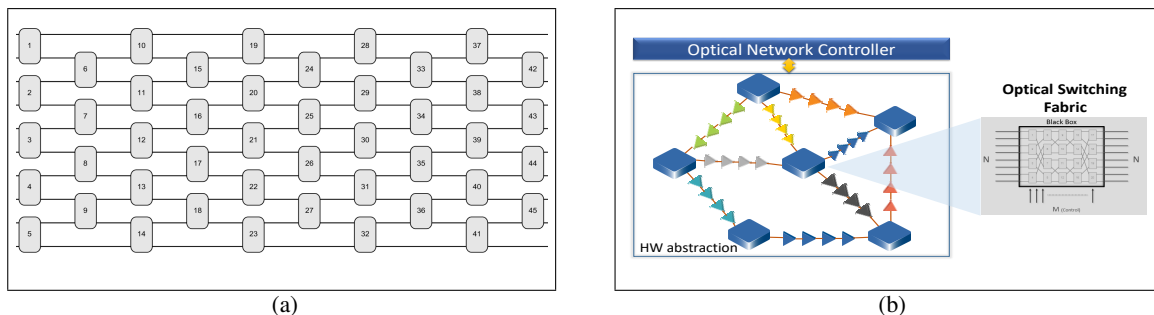 1 10 19 28 37
6 15 24 33 42
2 11 20 29 38
7 16 25 34 43
3 12 21 30 39
8 17 26 35 44
4 13 22 31 40
9 18 27 36 45
5 14 23 32 41
(a)
Optical Network Controller
HW abstraction
Optical Switching
Fabric
Black Box
N N
M (Control)
(b)